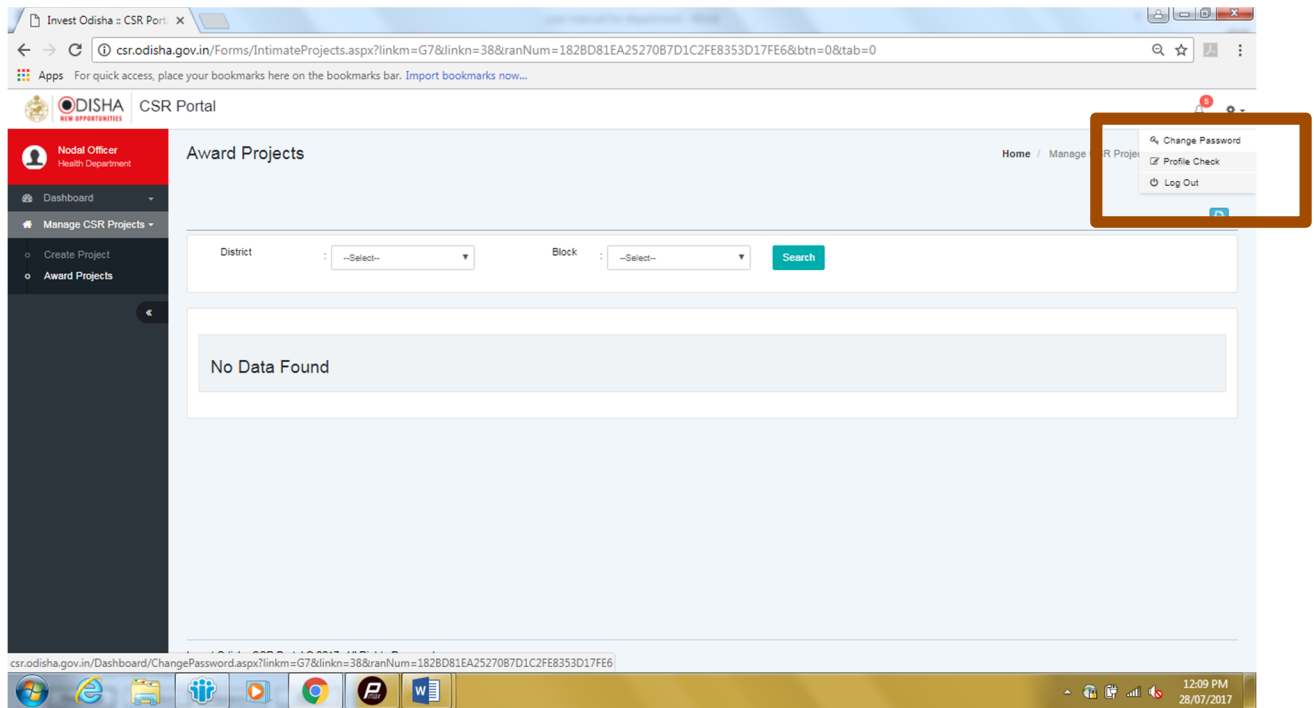 Invest Odisha :: CSR Port
csr.odisha.gov.in/Forms/IntimateProjects.aspx?linkm=G7&linkn=38&ranNum=182BD81EA25270B7D1C2FE8353D17FE6&btn=0&tab=0
Apps For quick access, place your bookmarks here on the bookmarks bar. Import bookmarks now...
ODISHA CSR Portal
NEW OPPORTUNITIES
5
Nodal Officer
Health Department
Award Projects
Home / Manage CSR Proje
Change Password
Profile Check
Log Out
Dashboard
Manage CSR Projects
Create Project
Award Projects
District : --Select-- Block : --Select-- Search
No Data Found
csr.odisha.gov.in/Dashboard/ChangePassword.aspx?linkm=G7&linkn=38&ranNum=182BD81EA25270B7D1C2FE8353D17FE6
12:09 PM
28/07/2017